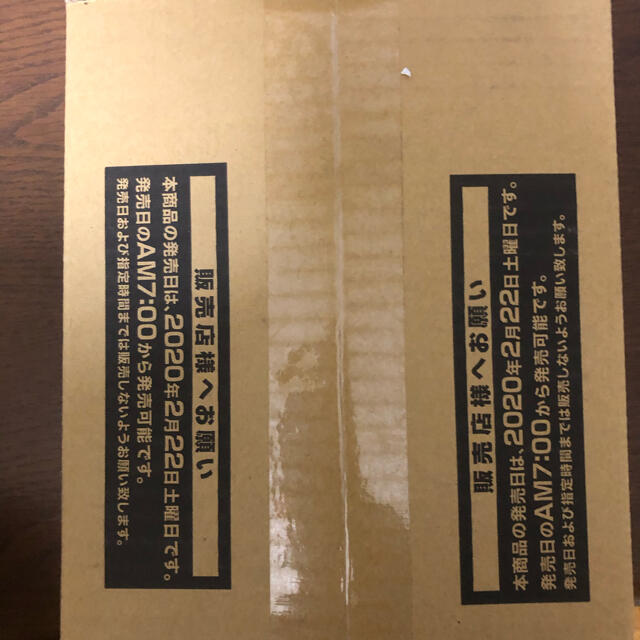 販売店様へお願い
本商品の発売日は、2020年2月22日土曜日です。
発売日のAM7:00から発売可能です。
発売日および指定時間までは販売しないようお願い致します。
販売店様へお願い
本商品の発売日は、2020年2月22日土曜日です。
発売日のAM7:00から発売可能です。
発売日および指定時間までは販売しないようお願い致します。